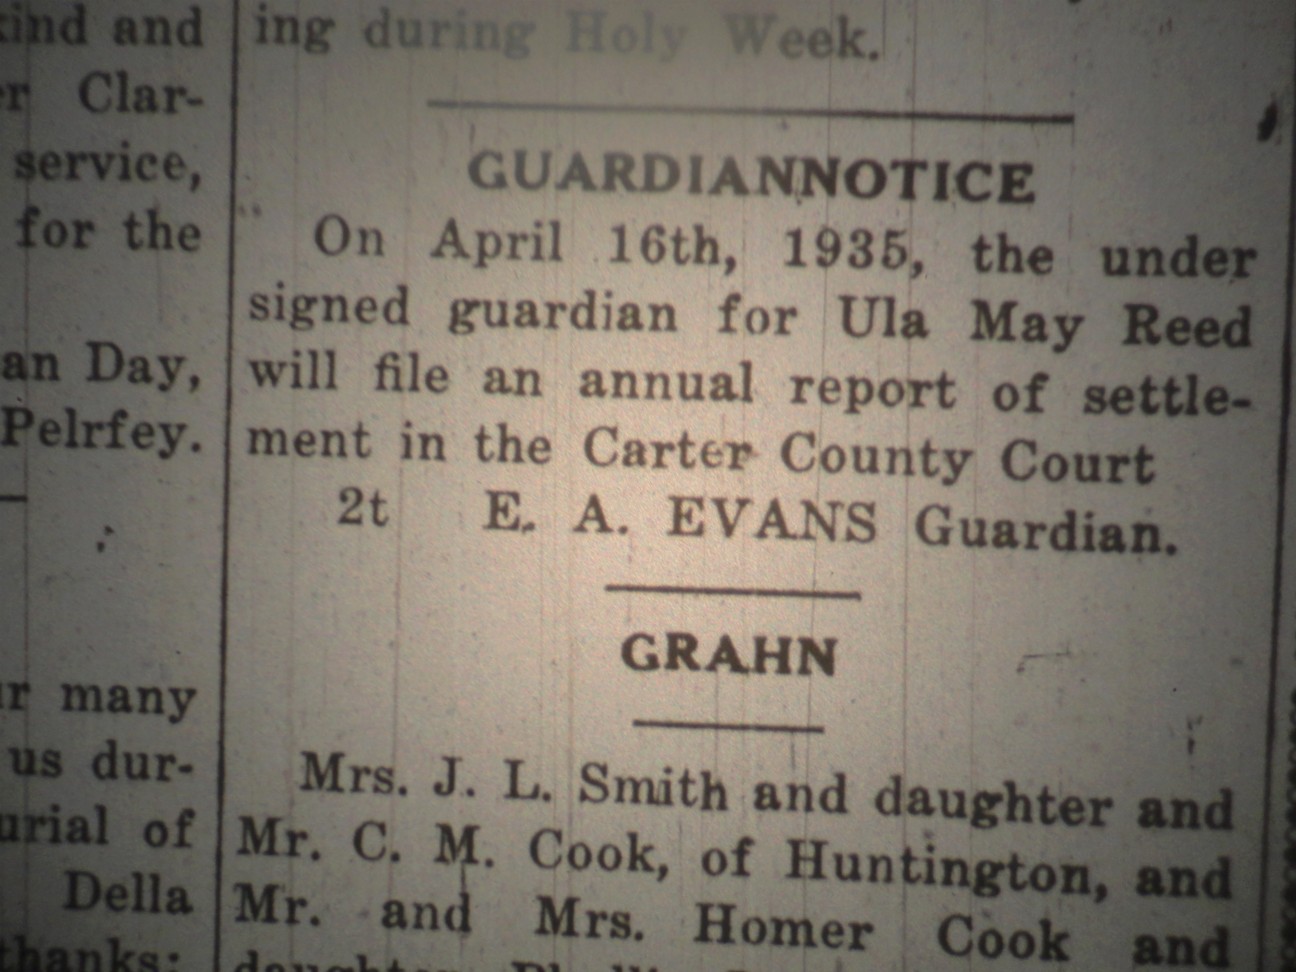 kind and
Clar-
service,
for the
an Day,
Pelrfey.
many
us dur-
of
Della
thanks:
ing during Holy Week.
GUARDIANNOTICE
On April 16th, 1935, the under
signed guardian for Ula May Reed
will file an annual report of settle-
ment in the Carter County Court
2t E. A. EVANS Guardian.
GRAHN
Mrs. J. L. Smith and daughter and
Mr. C. M. Cook, of Huntington, and
Mr. and Mrs. Homer Cook and
daughter